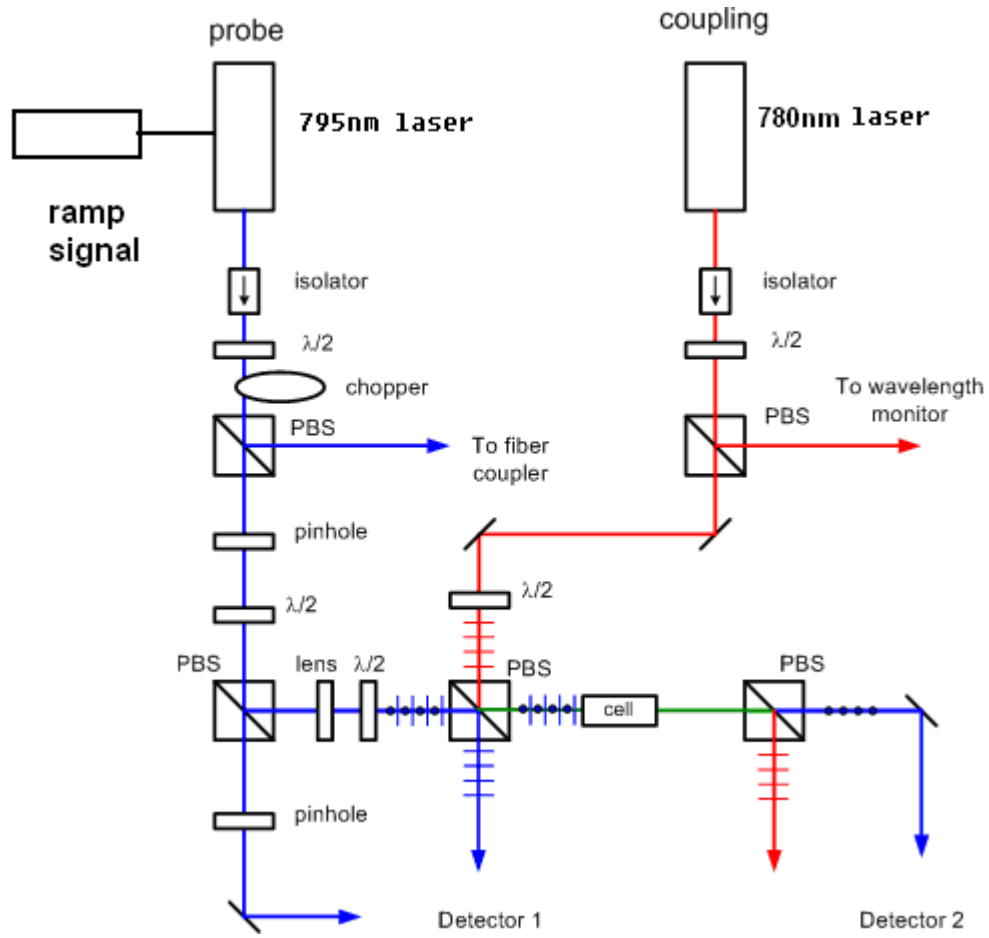 probe
coupling
795nm laser
780nm laser
ramp
signal
isolator
isolator
λ/2
λ/2
chopper
To wavelength
monitor
PBS
PBS
To fiber
coupler
pinhole
λ/2
λ/2
PBS
lens
λ/2
PBS
PBS
cell
pinhole
Detector 1
Detector 2